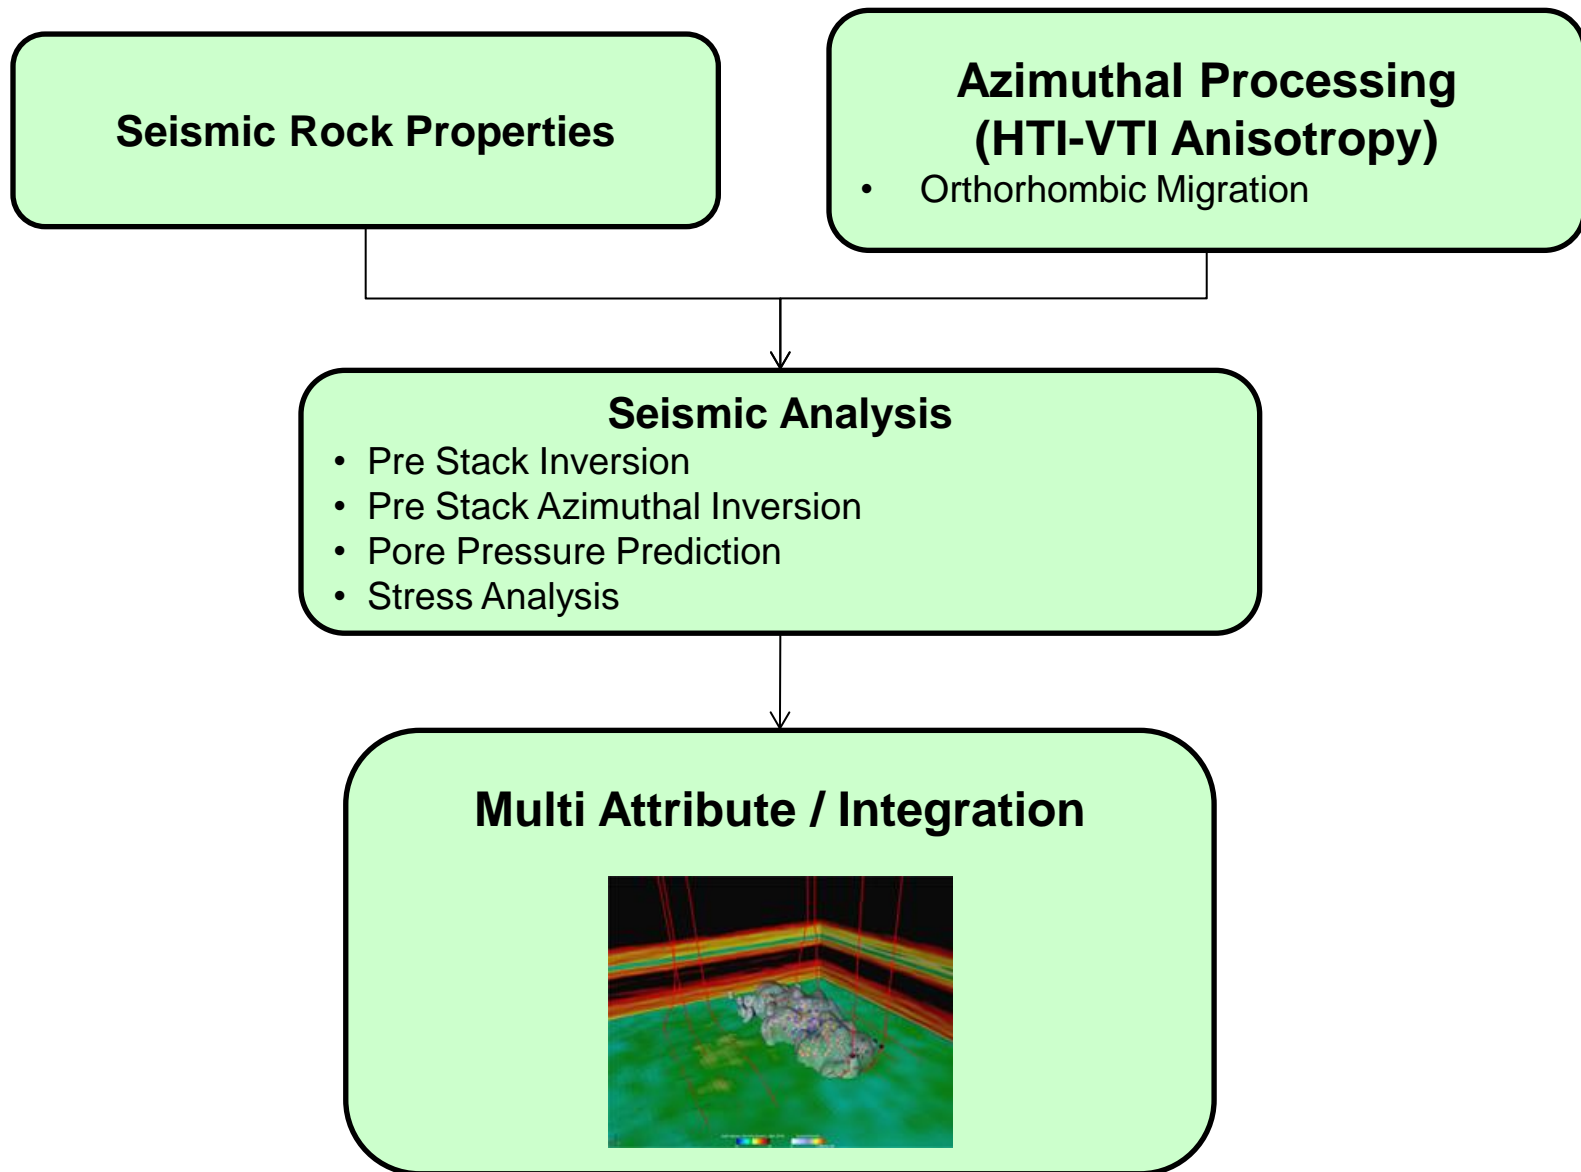 Seismic Rock Properties
Azimuthal Processing
(HTI-VTI Anisotropy)
• Orthorhombic Migration
Seismic Analysis
• Pre Stack Inversion
• Pre Stack Azimuthal Inversion
• Pore Pressure Prediction
• Stress Analysis
Multi Attribute / Integration